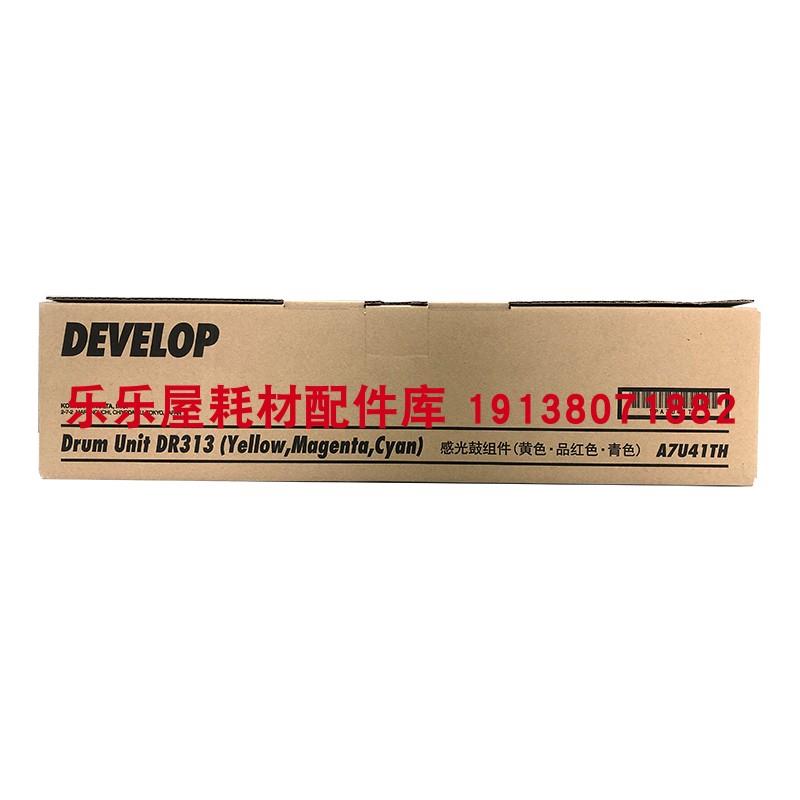 DEVELOP
乐乐屋耗材配件库 19138071882
Drum Unit DR313 (Yellow,Magenta,Cyan) 感光鼓组件(黄色·品红色·青色) A7U41TH